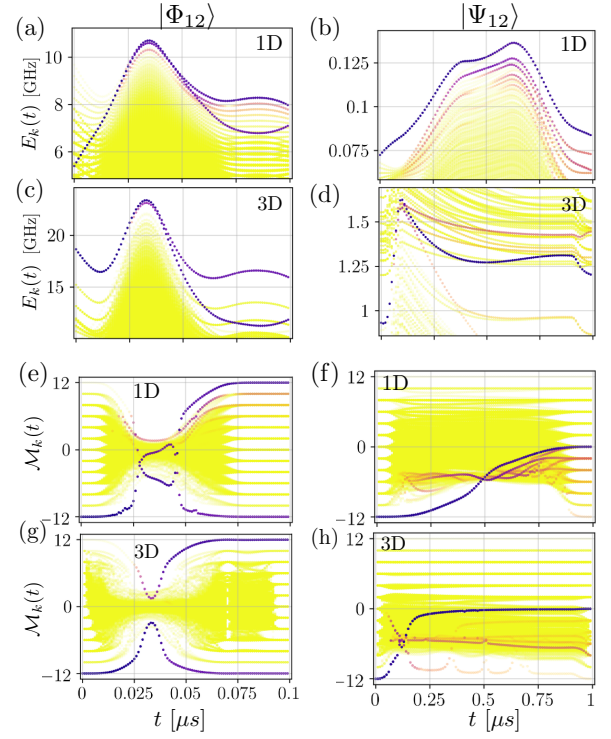 |Φ₁₂⟩ |Ψ₁₂⟩
(a) 1D (b) 1D
E_k(t) [GHz]
10
8
6
E_k(t) [GHz]
0.125
0.1
0.075
(c) 3D (d) 3D
E_k(t) [GHz]
20
15
1.5
1.25
1
(e) 1D (f) 1D
𝓜_k(t)
12
0
−12
12
0
−12
(g) 3D (h) 3D
𝓜_k(t)
12
0
−12
12
0
−12
0 0.025 0.05 0.075 0.1 0 0.25 0.5 0.75 1
t [μs] t [μs]